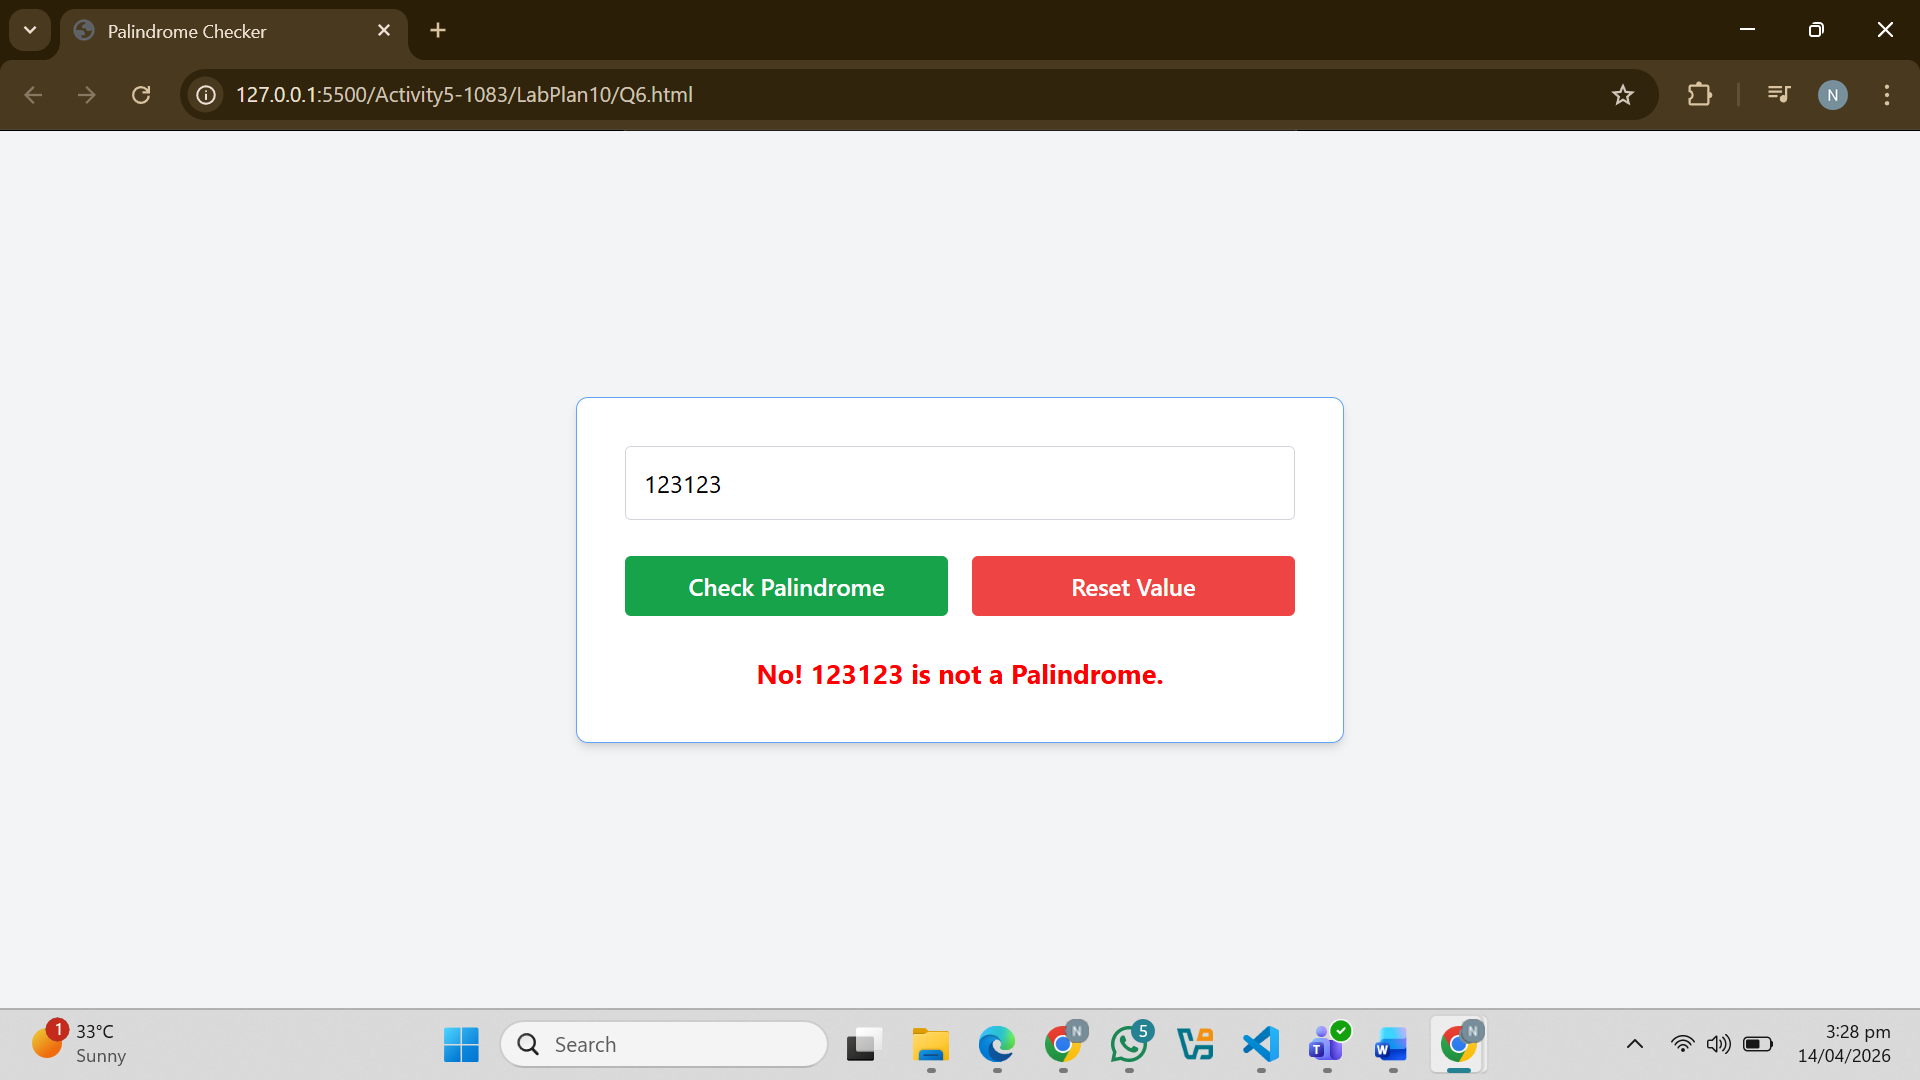 Palindrome Checker
127.0.0.1:5500/Activity5-1083/LabPlan10/Q6.html
N
123123
Check Palindrome
Reset Value
No! 123123 is not a Palindrome.
1
33°C
Sunny
Search
N
5
T
W
N
3:28 pm
14/04/2026